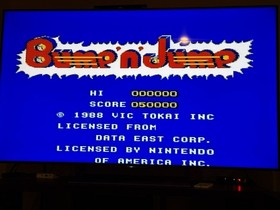 Bump 'n' Jump
HI 000000
SCORE 050000
© 1988 VIC TOKAI INC
LICENSED FROM
DATA EAST CORP.
LICENSED BY NINTENDO
OF AMERICA INC.